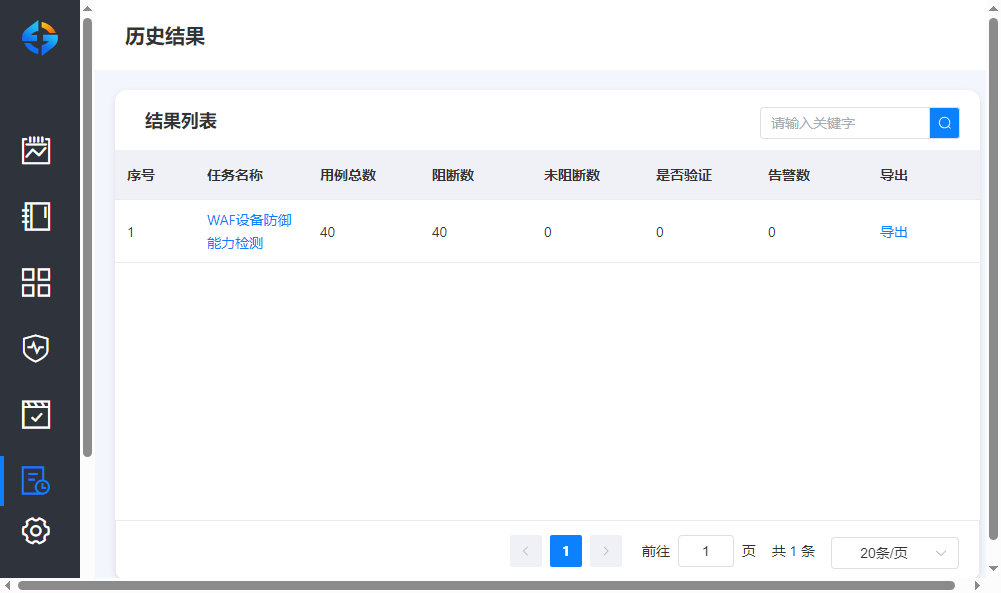 历史结果
结果列表
请输入关键字
序号 任务名称 用例总数 阻断数 未阻断数 是否验证 告警数 导出
1 WAF设备防御能力检测 40 40 0 0 0 导出
1 前往 1 页 共 1 条 20条/页